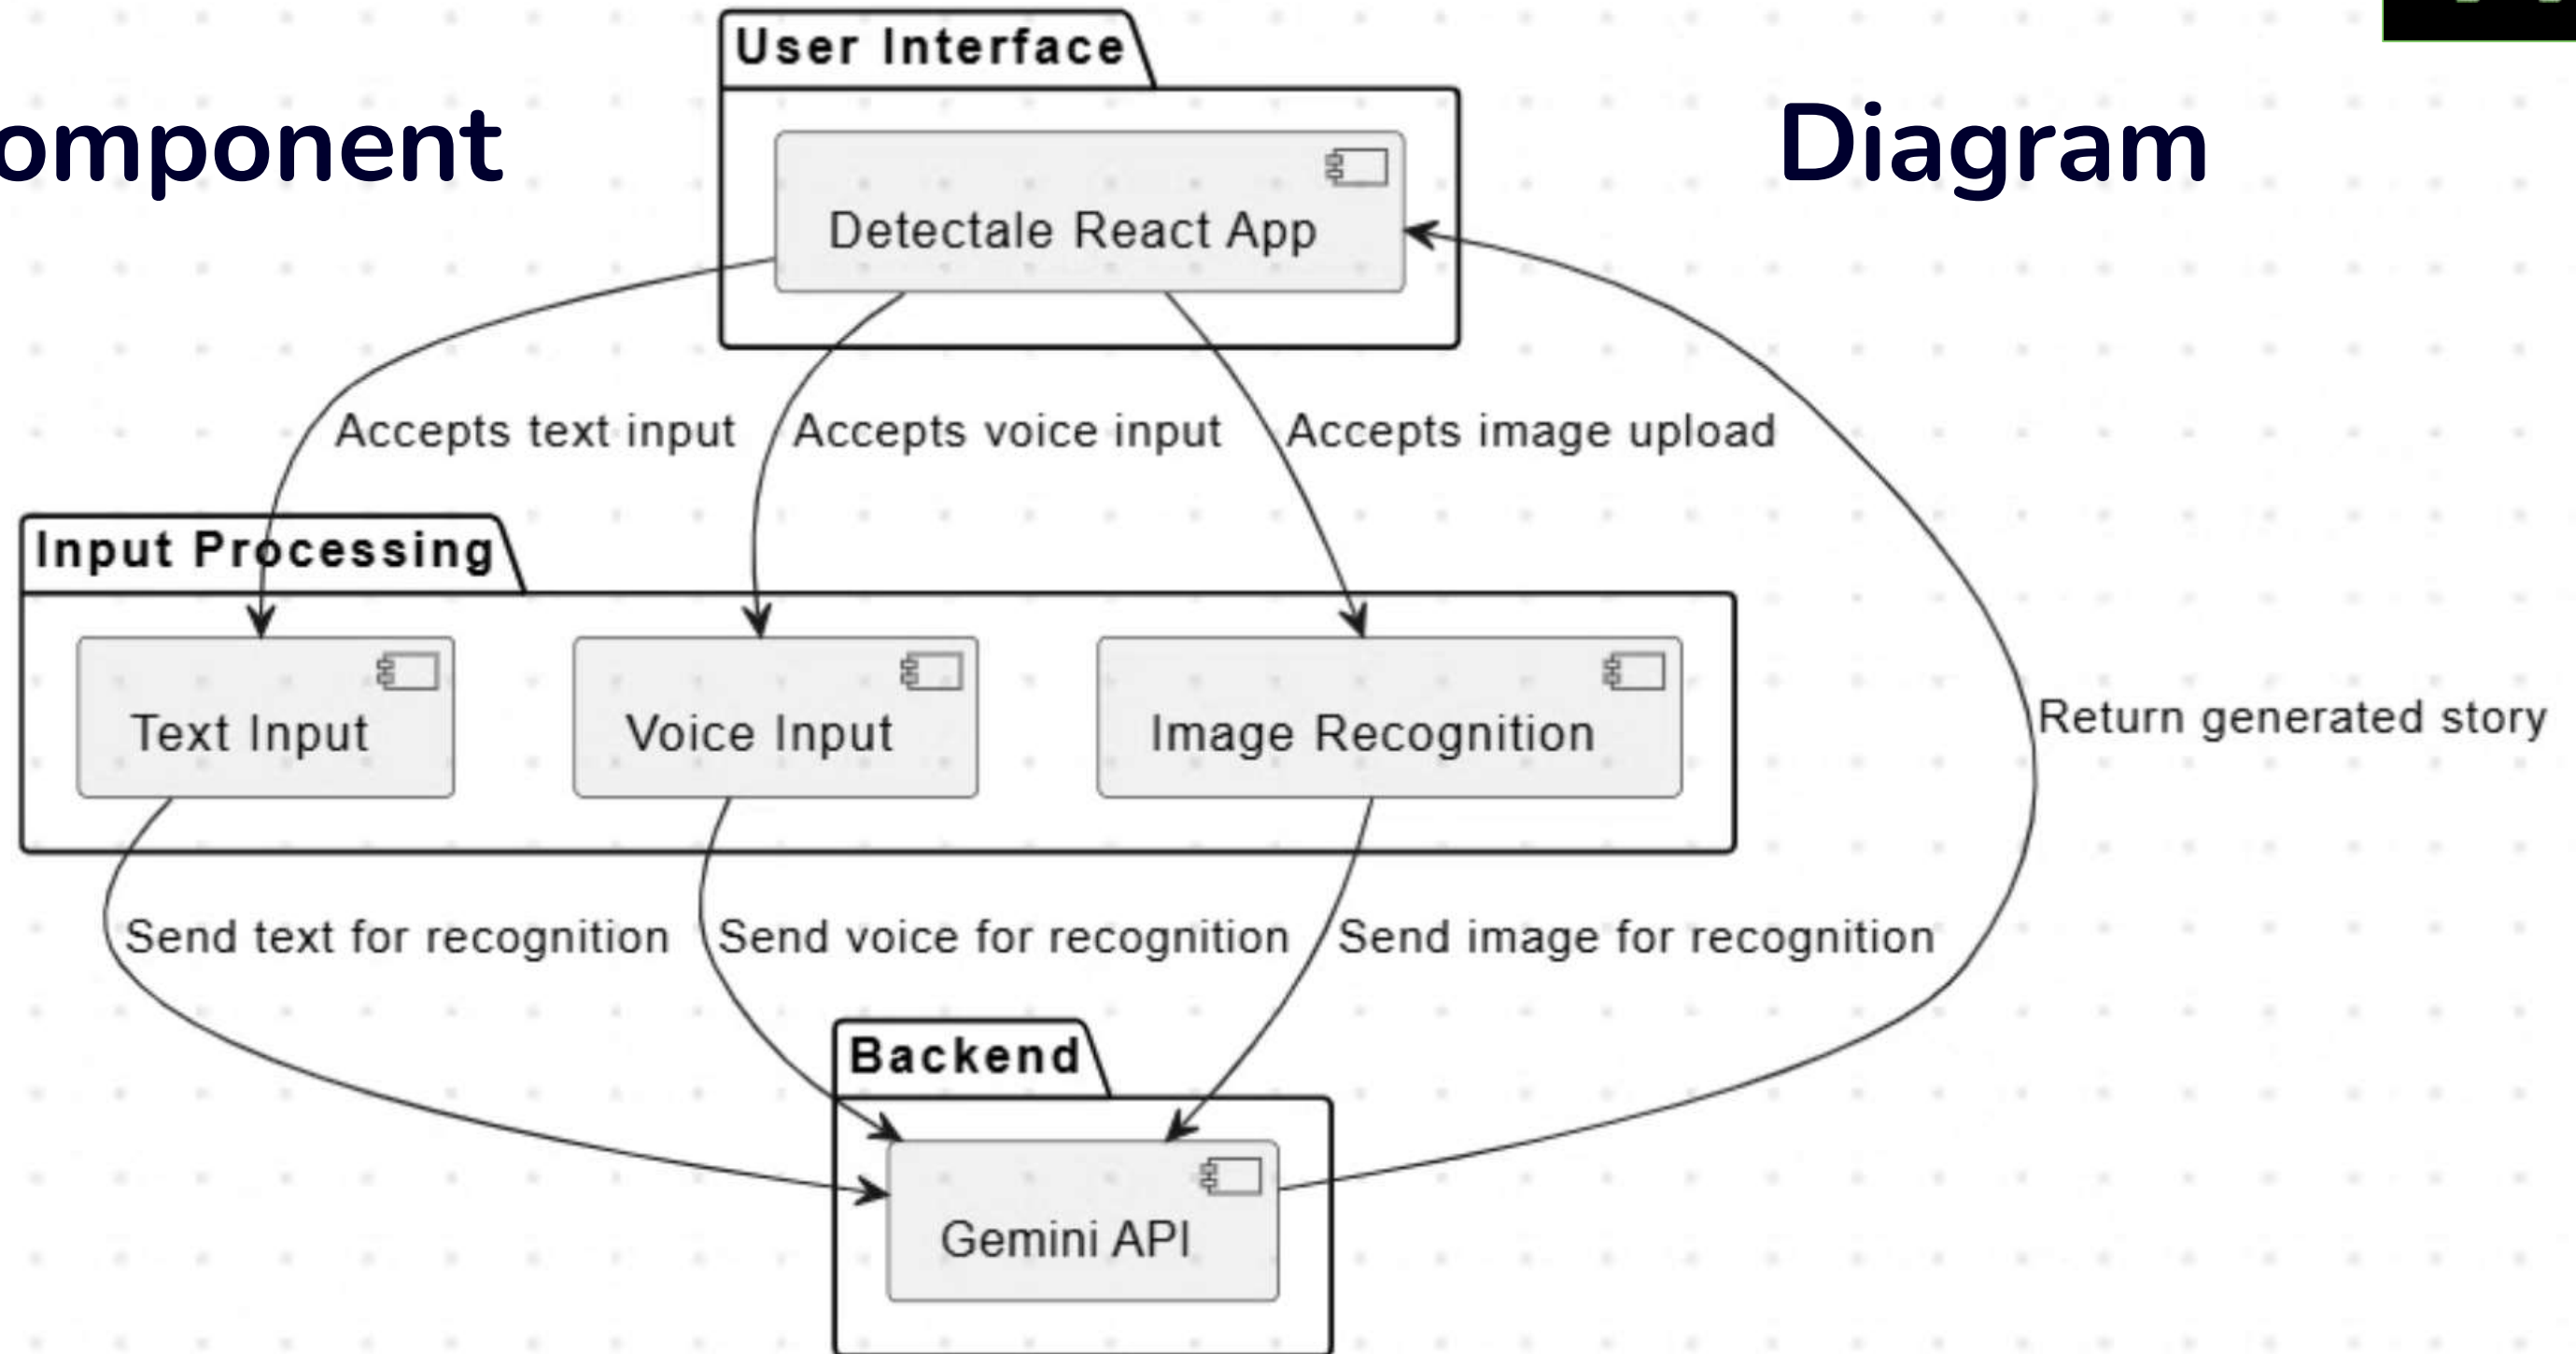 User Interface
omponent
Diagram
Detectale React App
Accepts text input
Accepts voice input
Accepts image upload
Input Processing
Text Input
Voice Input
Image Recognition
Return generated story
Send text for recognition
Send voice for recognition
Send image for recognition
Backend
Gemini API